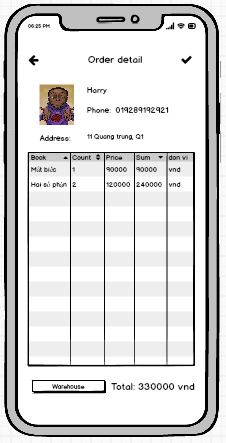 06:25 PM
Order detail
Harry
Phone: 019289192921
Address: 11 Quang trung, Q1
Book Count Price Sum don vi
Mút biếc 1 90000 90000 vnd
Hai số phận 2 120000 240000 vnd
Warehouse Total: 330000 vnd